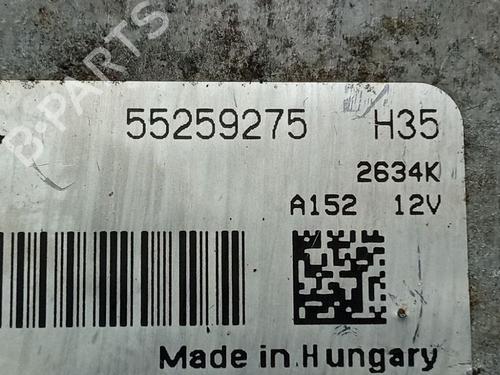 B-PARTS
55259275 H35
2634K
A152 12V
Made in Hungary